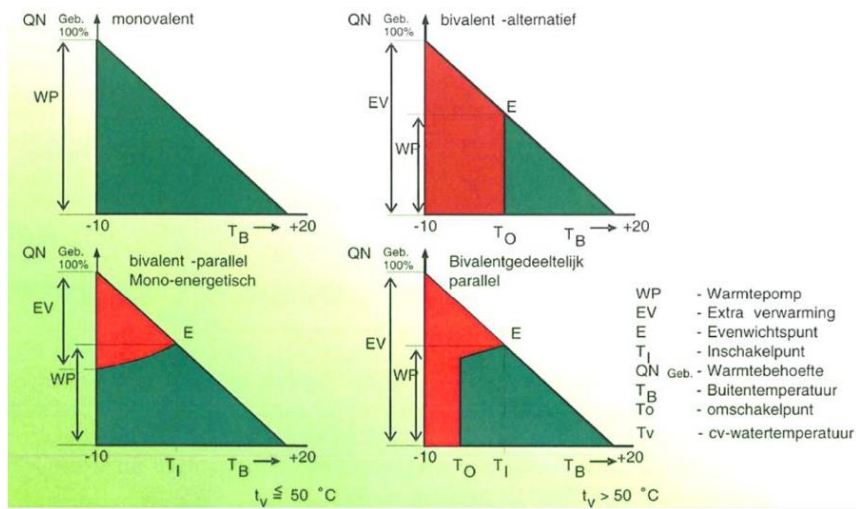 QN Geb. 100% monovalent
WP
-10 TB +20
QN Geb. 100% bivalent -alternatief
EV
E
WP
-10 TO TB +20
QN Geb. 100% bivalent -parallel
Mono-energetisch
EV
E
WP
-10 TI TB +20
tv ≦ 50 °C
QN Geb. 100% Bivalentgedeeltelijk
parallel
EV
E
WP
-10 TO TI TB +20
tv > 50 °C
WP - Warmtepomp
EV - Extra verwarming
E - Evenwichtspunt
TI - Inschakelpunt
QN Geb. - Warmtebehoefte
TB - Buitentemperatuur
To - omschakelpunt
Tv - cv-watertemperatuur